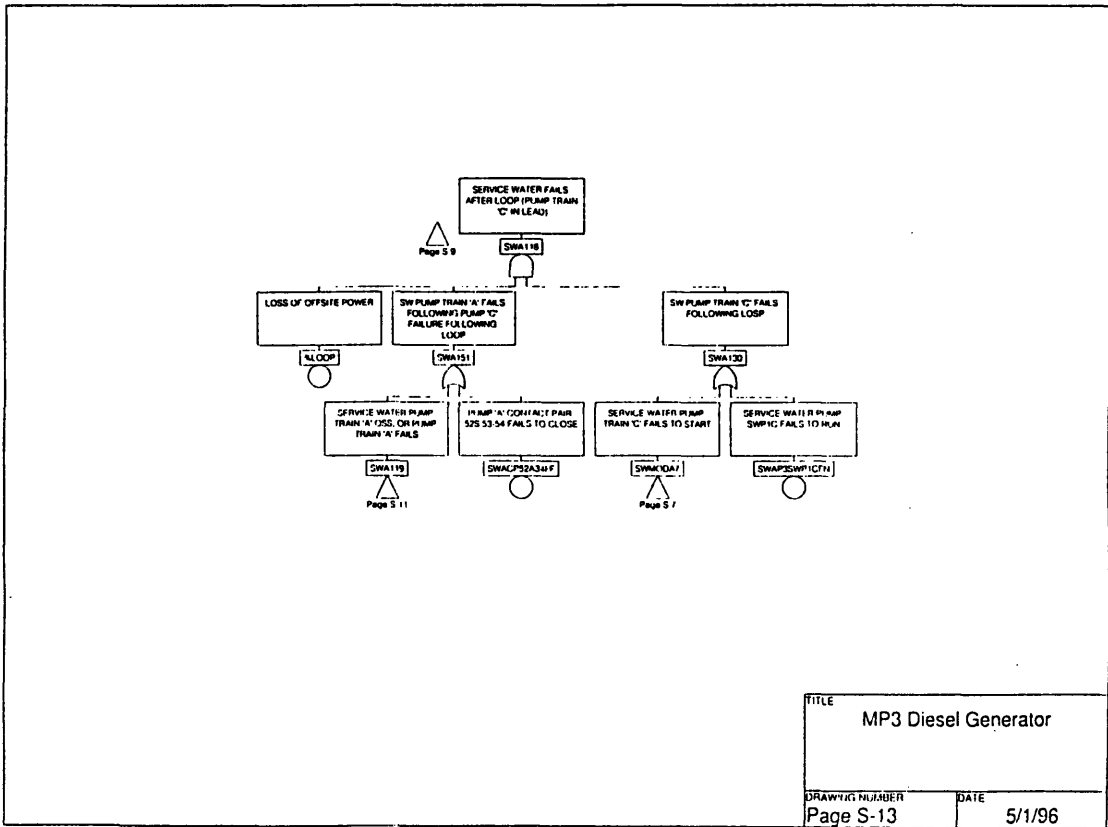 SERVICE WATER FAILS
AFTER LOOP (PUMP TRAIN
'C' IN LEAD)
Page S 9
SWA118
LOSS OF OFFSITE POWER
SW PUMP TRAIN 'A' FAILS
FOLLOWING PUMP 'C'
FAILURE FOLLOWING
LOOP
SW PUMP TRAIN 'C' FAILS
FOLLOWING LOSP
%LOOP
SWA151
SWA130
SERVICE WATER PUMP
TRAIN 'A' OSS, OR PUMP
TRAIN 'A' FAILS
PUMP 'A' CONTACT PAIR
52S 53-54 FAILS TO CLOSE
SERVICE WATER PUMP
TRAIN 'C' FAILS TO START
SERVICE WATER PUMP
SWP1C FAILS TO RUN
SWA119
SWAP3SWP1CFN
Page S 11
Page S 7
TITLE
MP3 Diesel Generator
DRAWING NUMBER
Page S-13
DATE
5/1/96